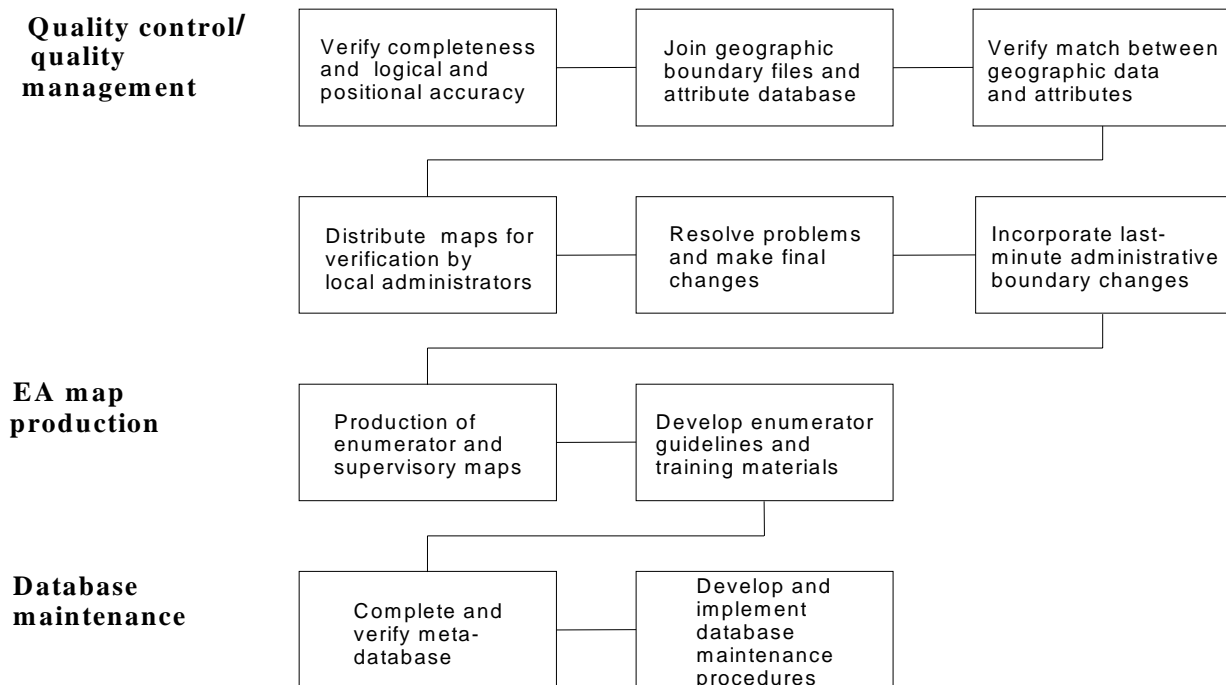 Quality control/
quality
management
Verify completeness
and logical and
positional accuracy
Join geographic
boundary files and
attribute database
Verify match between
geographic data
and attributes
Distribute maps for
verification by
local administrators
Resolve problems
and make final
changes
Incorporate last-
minute administrative
boundary changes
EA map
production
Production of
enumerator and
supervisory maps
Develop enumerator
guidelines and
training materials
Database
maintenance
Complete and
verify meta-
database
Develop and
implement
database
maintenance
procedures